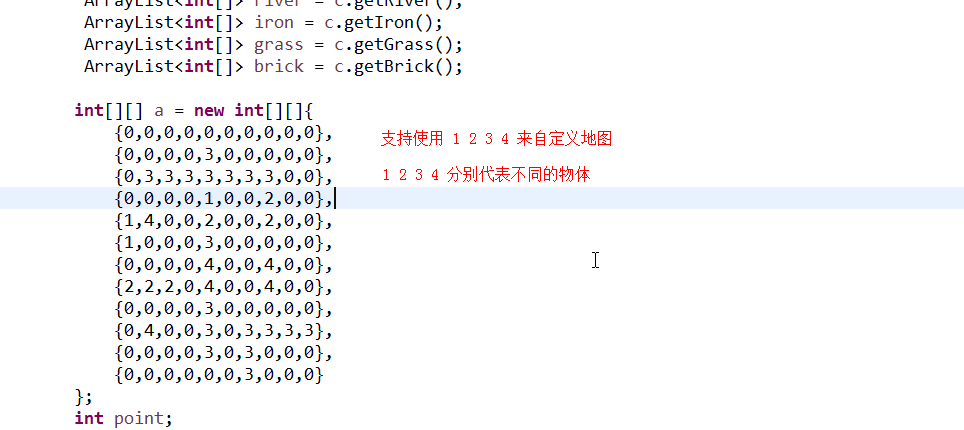 ArrayList<int[]> river = c.getRiver();
ArrayList<int[]> iron = c.getIron();
ArrayList<int[]> grass = c.getGrass();
ArrayList<int[]> brick = c.getBrick();
int[][] a = new int[][]{
{0,0,0,0,0,0,0,0,0,0},
支持使用 1 2 3 4 来自定义地图
{0,0,0,0,3,0,0,0,0,0},
{0,3,3,3,3,3,3,3,0,0},
1 2 3 4 分别代表不同的物体
{0,0,0,0,1,0,0,2,0,0},
{1,4,0,0,2,0,0,2,0,0},
{1,0,0,0,3,0,0,0,0,0},
{0,0,0,0,4,0,0,4,0,0},
{2,2,2,0,4,0,0,4,0,0},
{0,0,0,0,3,0,0,0,0,0},
{0,4,0,0,3,0,3,3,3,3},
{0,0,0,0,3,0,3,0,0,0},
{0,0,0,0,0,0,3,0,0,0}
};
int point;